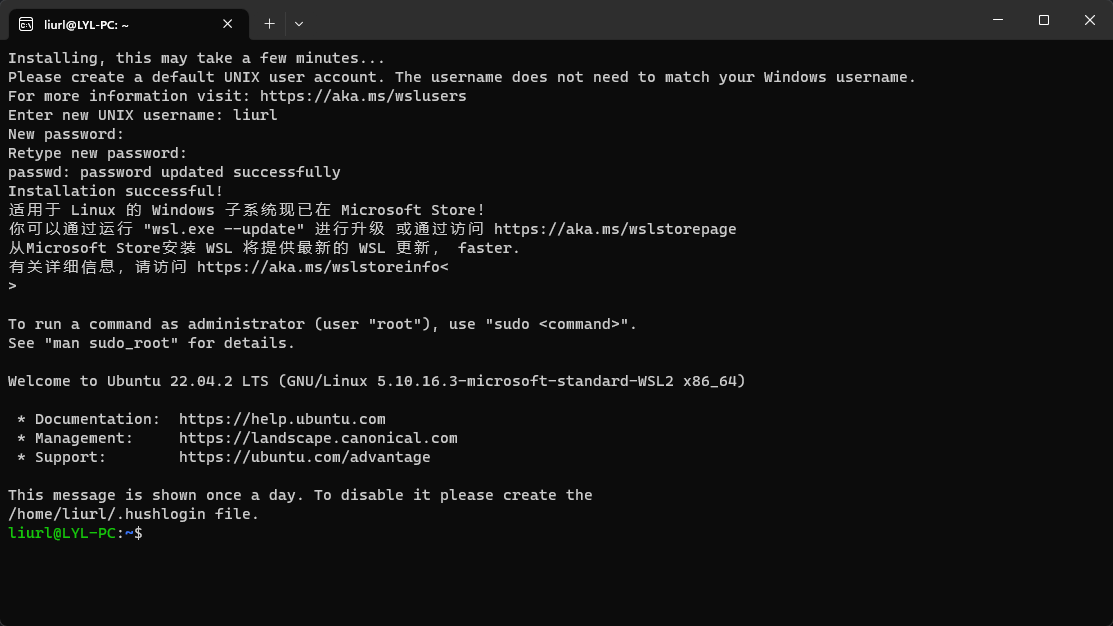 liurl@LYL-PC: ~
Installing, this may take a few minutes...
Please create a default UNIX user account. The username does not need to match your Windows username.
For more information visit: https://aka.ms/wslusers
Enter new UNIX username: liurl
New password:
Retype new password:
passwd: password updated successfully
Installation successful!
适用于 Linux 的 Windows 子系统现已在 Microsoft Store!
你可以通过运行 "wsl.exe --update" 进行升级 或通过访问 https://aka.ms/wslstorepage
从Microsoft Store安装 WSL 将提供最新的 WSL 更新， faster.
有关详细信息，请访问 https://aka.ms/wslstoreinfo<
>
To run a command as administrator (user "root"), use "sudo <command>".
See "man sudo_root" for details.
Welcome to Ubuntu 22.04.2 LTS (GNU/Linux 5.10.16.3-microsoft-standard-WSL2 x86_64)
* Documentation:  https://help.ubuntu.com
* Management:     https://landscape.canonical.com
* Support:        https://ubuntu.com/advantage
This message is shown once a day. To disable it please create the
/home/liurl/.hushlogin file.
liurl@LYL-PC:~$